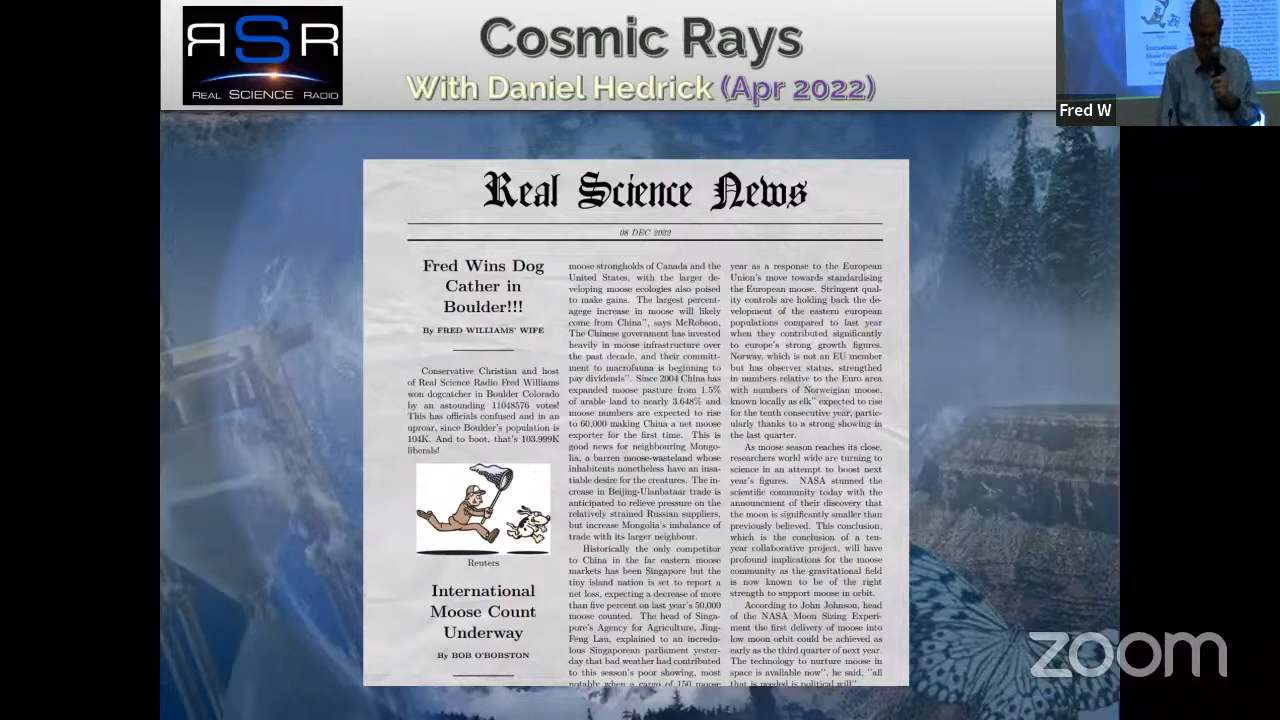 RSR
REAL SCIENCE RADIO
Cosmic Rays
With Daniel Hedrick (Apr 2022)
Fred W
Real Science News
08 DEC 2022
Fred Wins Dog
Cather in
Boulder!!!
By FRED WILLIAMS' WIFE
Conservative Christian and host
of Real Science Radio Fred Williams
won dogcatcher in Boulder Colorado
by an astounding 11048576 votes!
This has officials confused and in an
uproar, since Boulder's population is
104K. And to boot, that's 103.999K
liberals!
Reuters
International
Moose Count
Underway
By BOB O'BOBSTON
moose strongholds of Canada and the
United States, with the larger de-
veloping moose ecologies also poised
to make gains. The largest percent-
agege increase in moose will likely
come from China", says McRobson,
The Chinese government has invested
heavily in moose infrastructure over
the past decade, and their committ-
ment to macrofauna is beginning to
pay dividends". Since 2004 China has
expanded moose pasture from 1.5%
of arable land to nearly 3.648% and
moose numbers are expected to rise
to 60,000 making China a net moose
exporter for the first time. This is
good news for neighbouring Mongo-
lia, a barren moose-wasteland whose
inhabitents nonetheless have an insa-
tiable desire for the creatures. The in-
crease in Beijing-Ulanbataar trade is
anticipated to relieve pressure on the
relatively strained Russian suppliers,
but increase Mongolia's imbalance of
trade with its larger neighbour.
Historically the only competitor
to China in the far eastern moose
markets has been Singapore but the
tiny island nation is set to report a
net loss, expecting a decrease of more
than five percent on last year's 50,000
moose counted. The head of Singa-
pore's Agency for Agriculture, Jing-
Feng Lau, explained to an incredu-
lous Singaporean parliament yester-
day that bad weather had contributed
to this season's poor showing, most
notably when a cargo of 150 moose
year as a response to the European
Union's move towards standardising
the European moose. Stringent qual-
ity controls are holding back the de-
velopment of the eastern european
populations compared to last year
when they contributed significantly
to europe's strong growth figures.
Norway, which is not an EU member
but has observer status, strengthed
in numbers relative to the Euro area
with numbers of Norweigian moose,
known locally as elk" expected to rise
for the tenth consecutive year, partic-
ularly thanks to a strong showing in
the last quarter.
As moose season reaches its close,
researchers world wide are turning to
science in an attempt to boost next
year's figures. NASA stunned the
scientific community today with the
announcment of their discovery that
the moon is significantly smaller than
previously believed. This conclusion,
which is the conclusion of a ten-
year collaborative project, will have
profound implications for the moose
community as the gravitational field
is now known to be of the right
strength to support moose in orbit.
According to John Johnson, head
of the NASA Moon Sizing Experi-
ment the first delivery of moose into
low moon orbit could be achieved as
early as the third quarter of next year.
The technology to nurture moose in
space is available now", he said, "all
that is needed is political will".
zoom